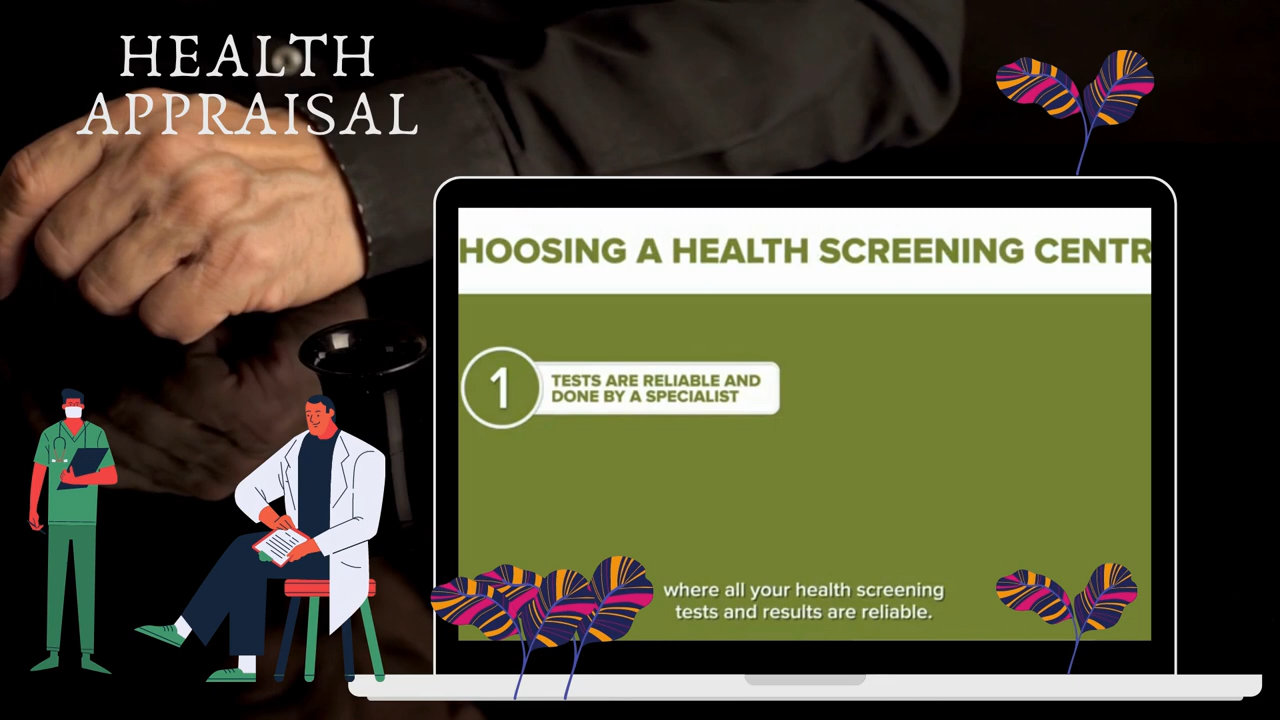 HEALTH
APPRAISAL
HOOSING A HEALTH SCREENING CENTR
1
TESTS ARE RELIABLE AND
DONE BY A SPECIALIST
where all your health screening
tests and results are reliable.